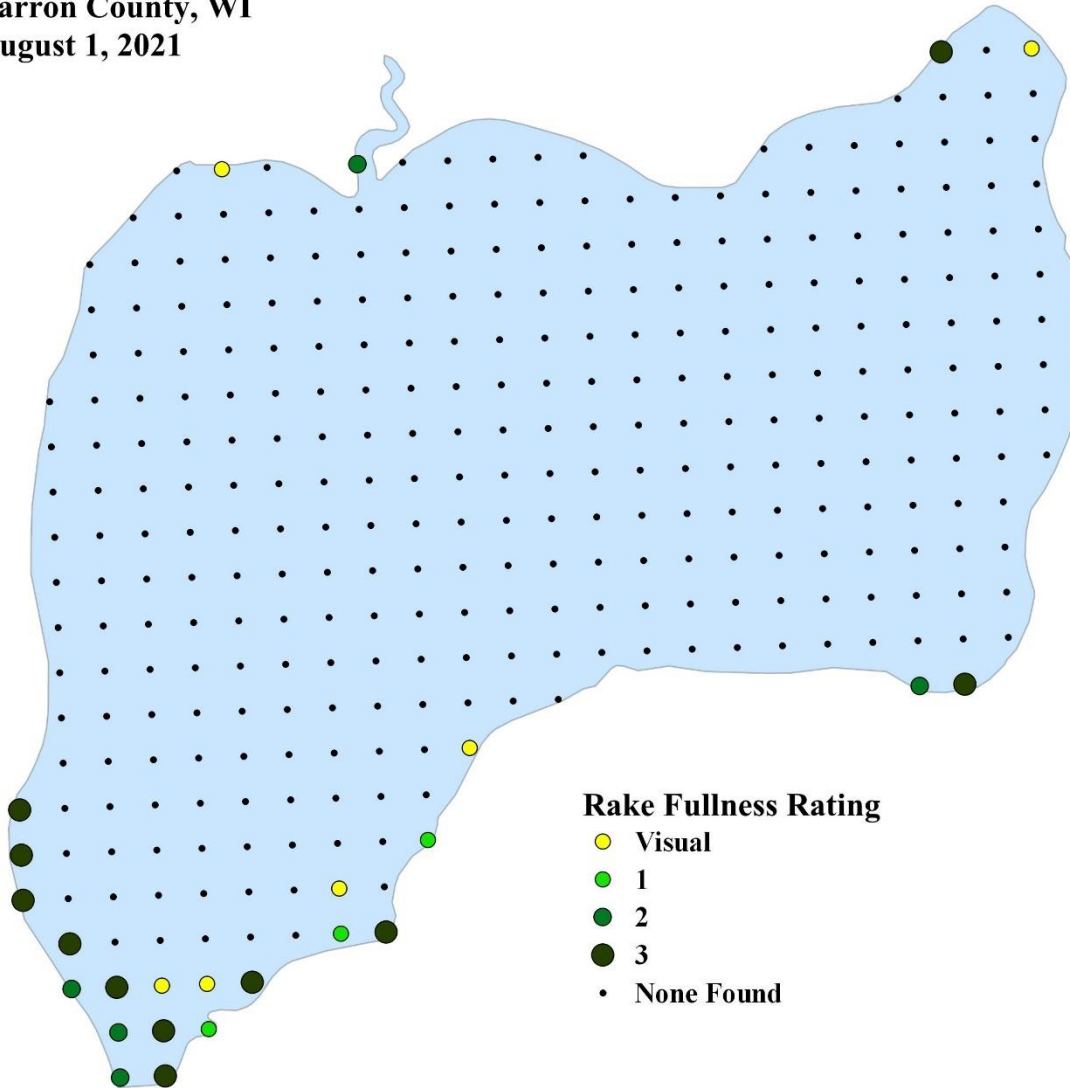 arron County, WI
ugust 1, 2021
Rake Fullness Rating
Visual
1
2
3
None Found